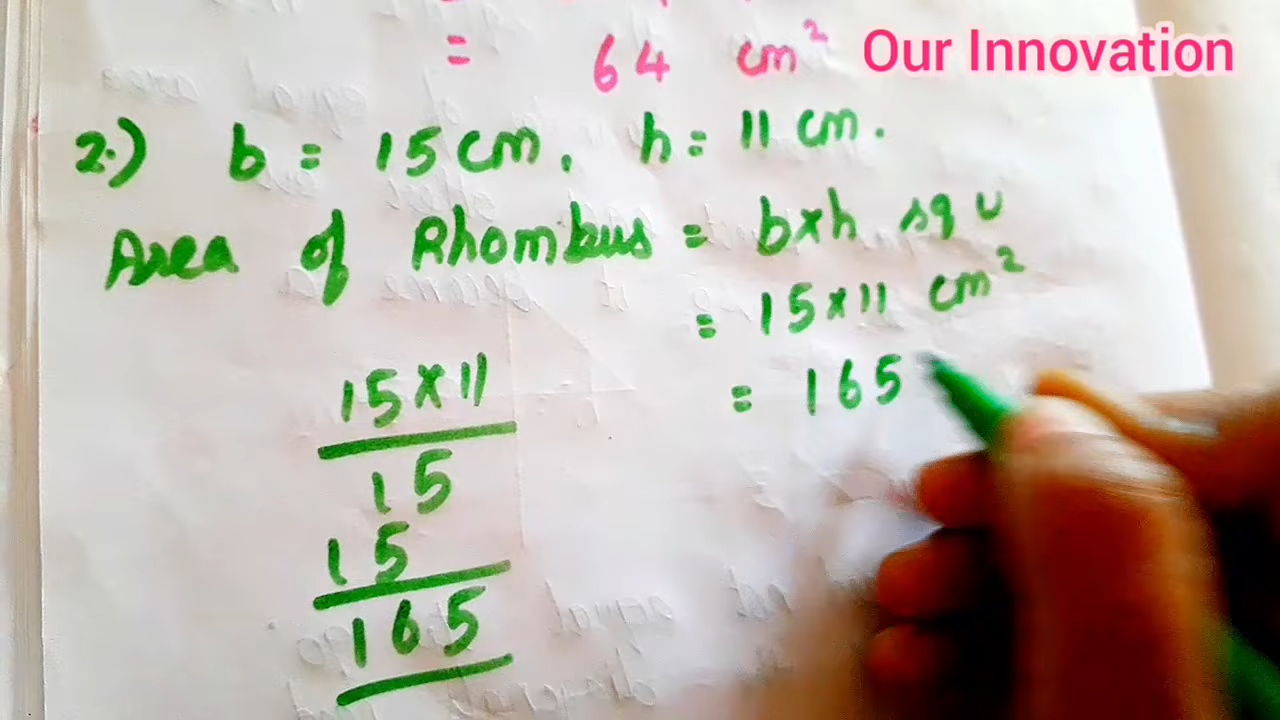 = 64 cm²
Our Innovation
2.) b = 15 cm, h = 11 cm.
Area of Rhombus = b×h sq u
= 15×11 cm²
= 165
15×11
15
15
165